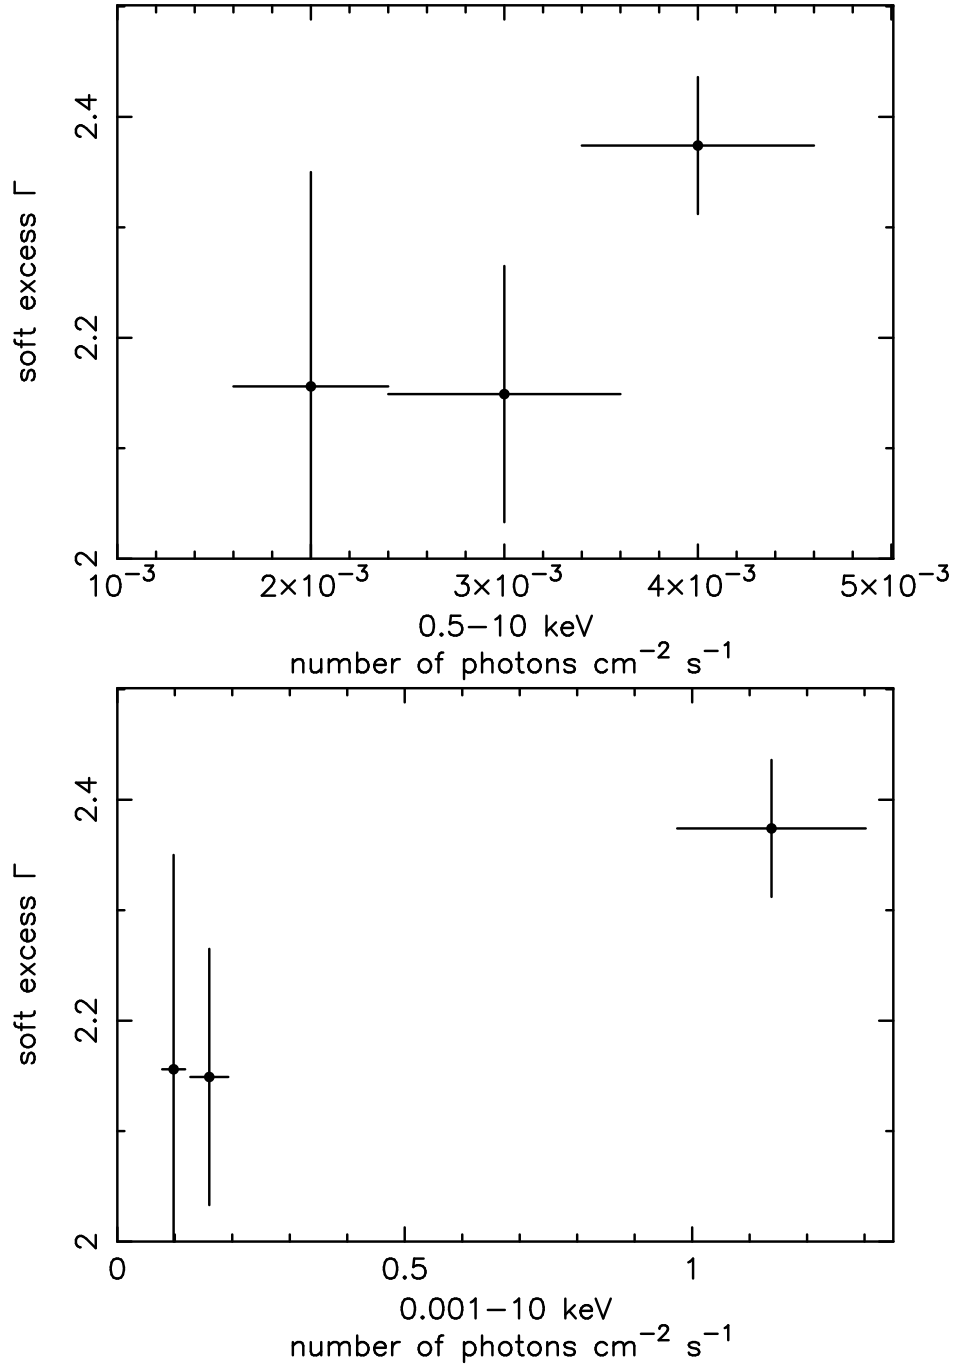 2.4
2.2
2
soft excess Γ
10⁻³ 2×10⁻³ 3×10⁻³ 4×10⁻³ 5×10⁻³
0.5−10 keV
number of photons cm⁻² s⁻¹
2.4
2.2
2
soft excess Γ
0 0.5 1
0.001−10 keV
number of photons cm⁻² s⁻¹